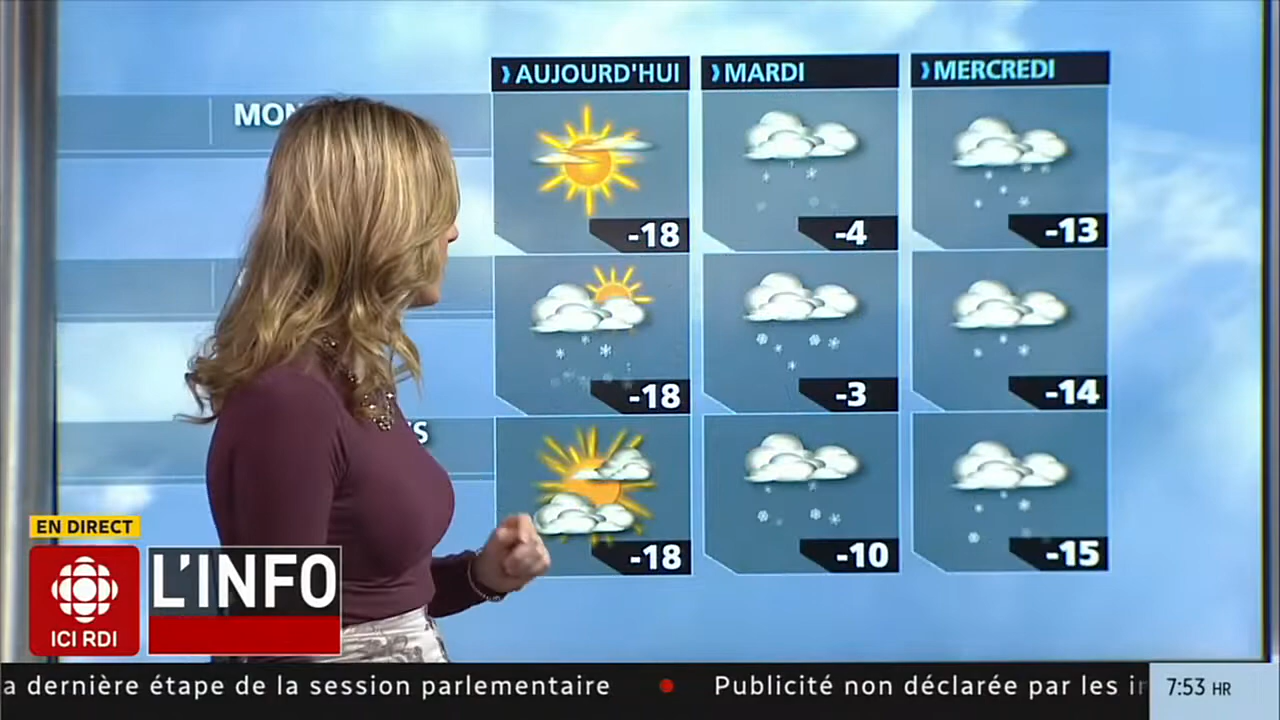 AUJOURD'HUI MARDI MERCREDI
MON
-18 -4 -13
-18 -3 -14
S
-18 -10 -15
EN DIRECT
L'INFO
ICI RDI
a dernière étape de la session parlementaire • Publicité non déclarée par les 7:53 HR